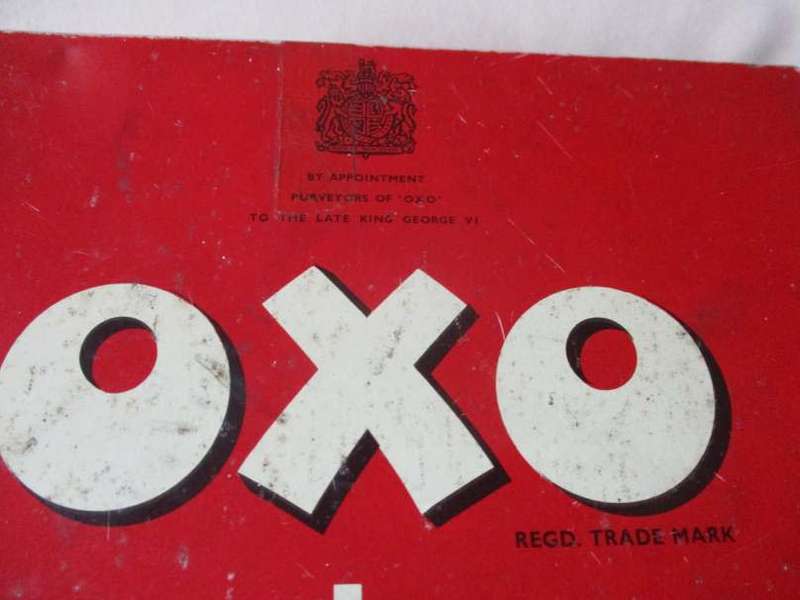 BY APPOINTMENT
PURVEYORS OF "OXO"
TO THE LATE KING GEORGE VI
OXO
REGD. TRADE MARK